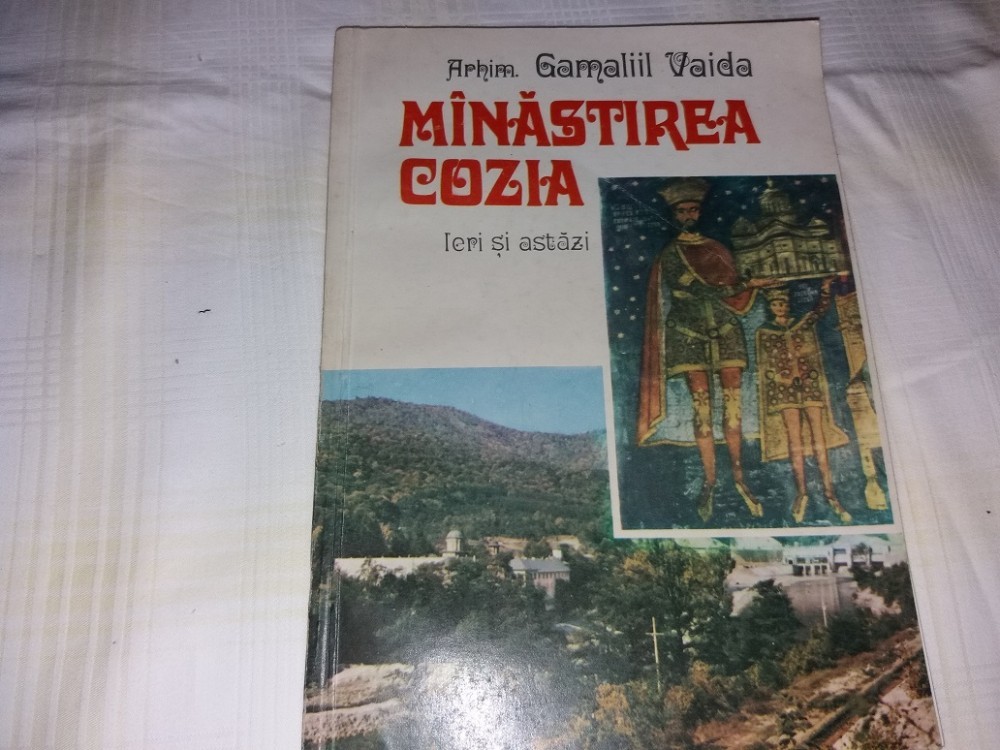 Arhim. Gamaliil Vaida
MÎNĂSTIREA
COZIA
Ieri și astăzi